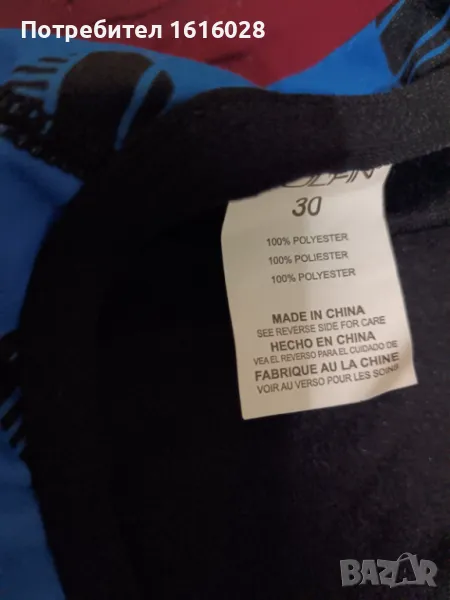 Потребител 1616028
30
100% POLYESTER
100% POLIESTER
100% POLYESTER
MADE IN CHINA
SEE REVERSE SIDE FOR CARE
HECHO EN CHINA
VEA EL REVERSO PARA EL CUIDADO DE
FABRIQUE AU LA CHINE
VOIR AU VERSO POUR LES SOINS
BAZAR